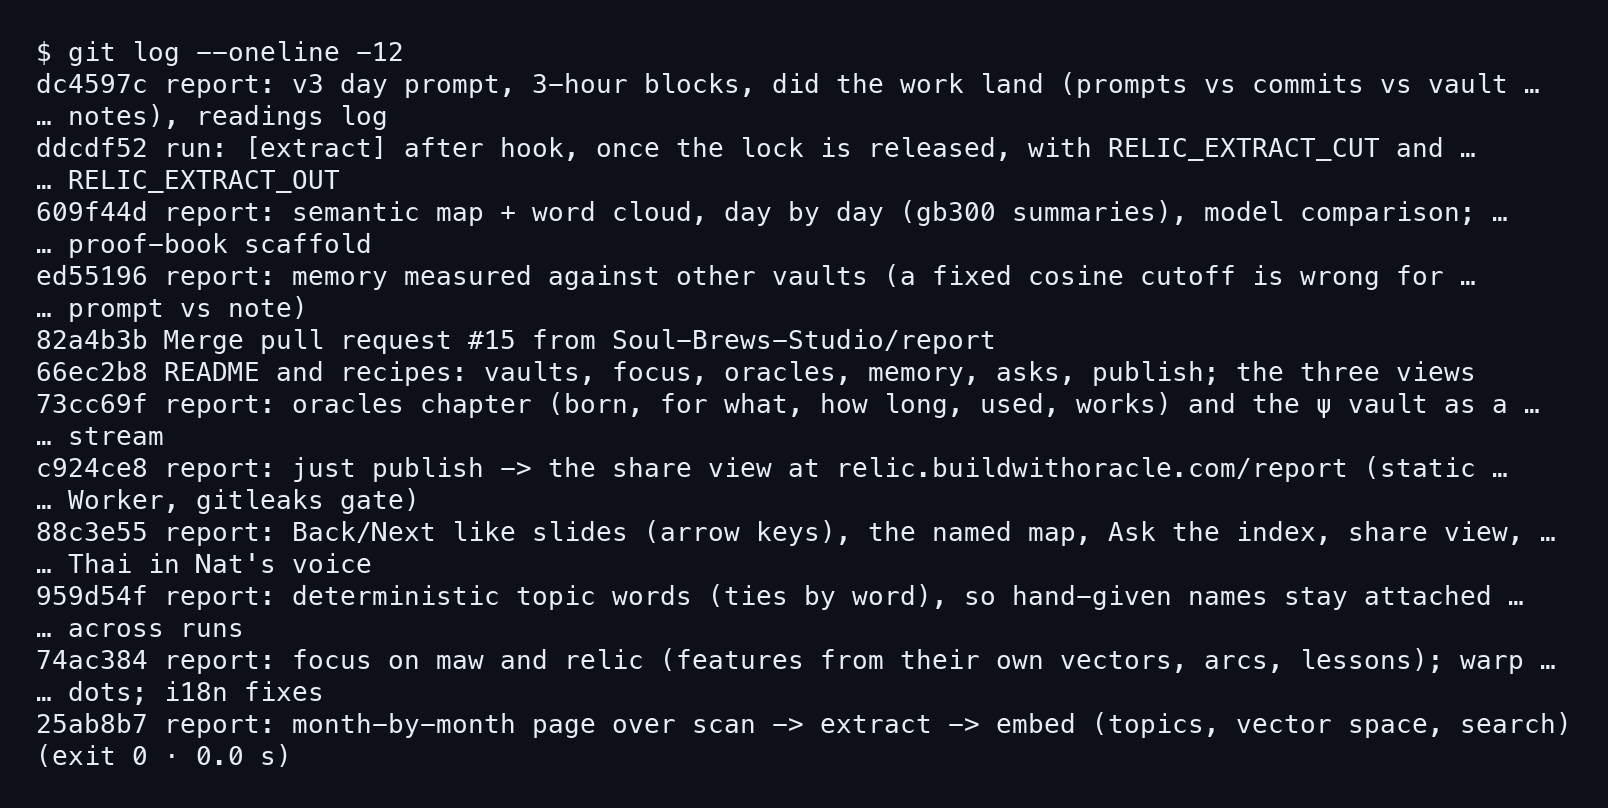 $ git log --oneline -12
dc4597c report: v3 day prompt, 3-hour blocks, did the work land (prompts vs commits vs vault …
… notes), readings log
ddcdf52 run: [extract] after hook, once the lock is released, with RELIC_EXTRACT_CUT and …
… RELIC_EXTRACT_OUT
609f44d report: semantic map + word cloud, day by day (gb300 summaries), model comparison; …
… proof-book scaffold
ed55196 report: memory measured against other vaults (a fixed cosine cutoff is wrong for …
… prompt vs note)
82a4b3b Merge pull request #15 from Soul-Brews-Studio/report
66ec2b8 README and recipes: vaults, focus, oracles, memory, asks, publish; the three views
73cc69f report: oracles chapter (born, for what, how long, used, works) and the ψ vault as a …
… stream
c924ce8 report: just publish -> the share view at relic.buildwithoracle.com/report (static …
… Worker, gitleaks gate)
88c3e55 report: Back/Next like slides (arrow keys), the named map, Ask the index, share view, …
… Thai in Nat's voice
959d54f report: deterministic topic words (ties by word), so hand-given names stay attached …
… across runs
74ac384 report: focus on maw and relic (features from their own vectors, arcs, lessons); warp …
… dots; i18n fixes
25ab8b7 report: month-by-month page over scan -> extract -> embed (topics, vector space, search)
(exit 0 · 0.0 s)